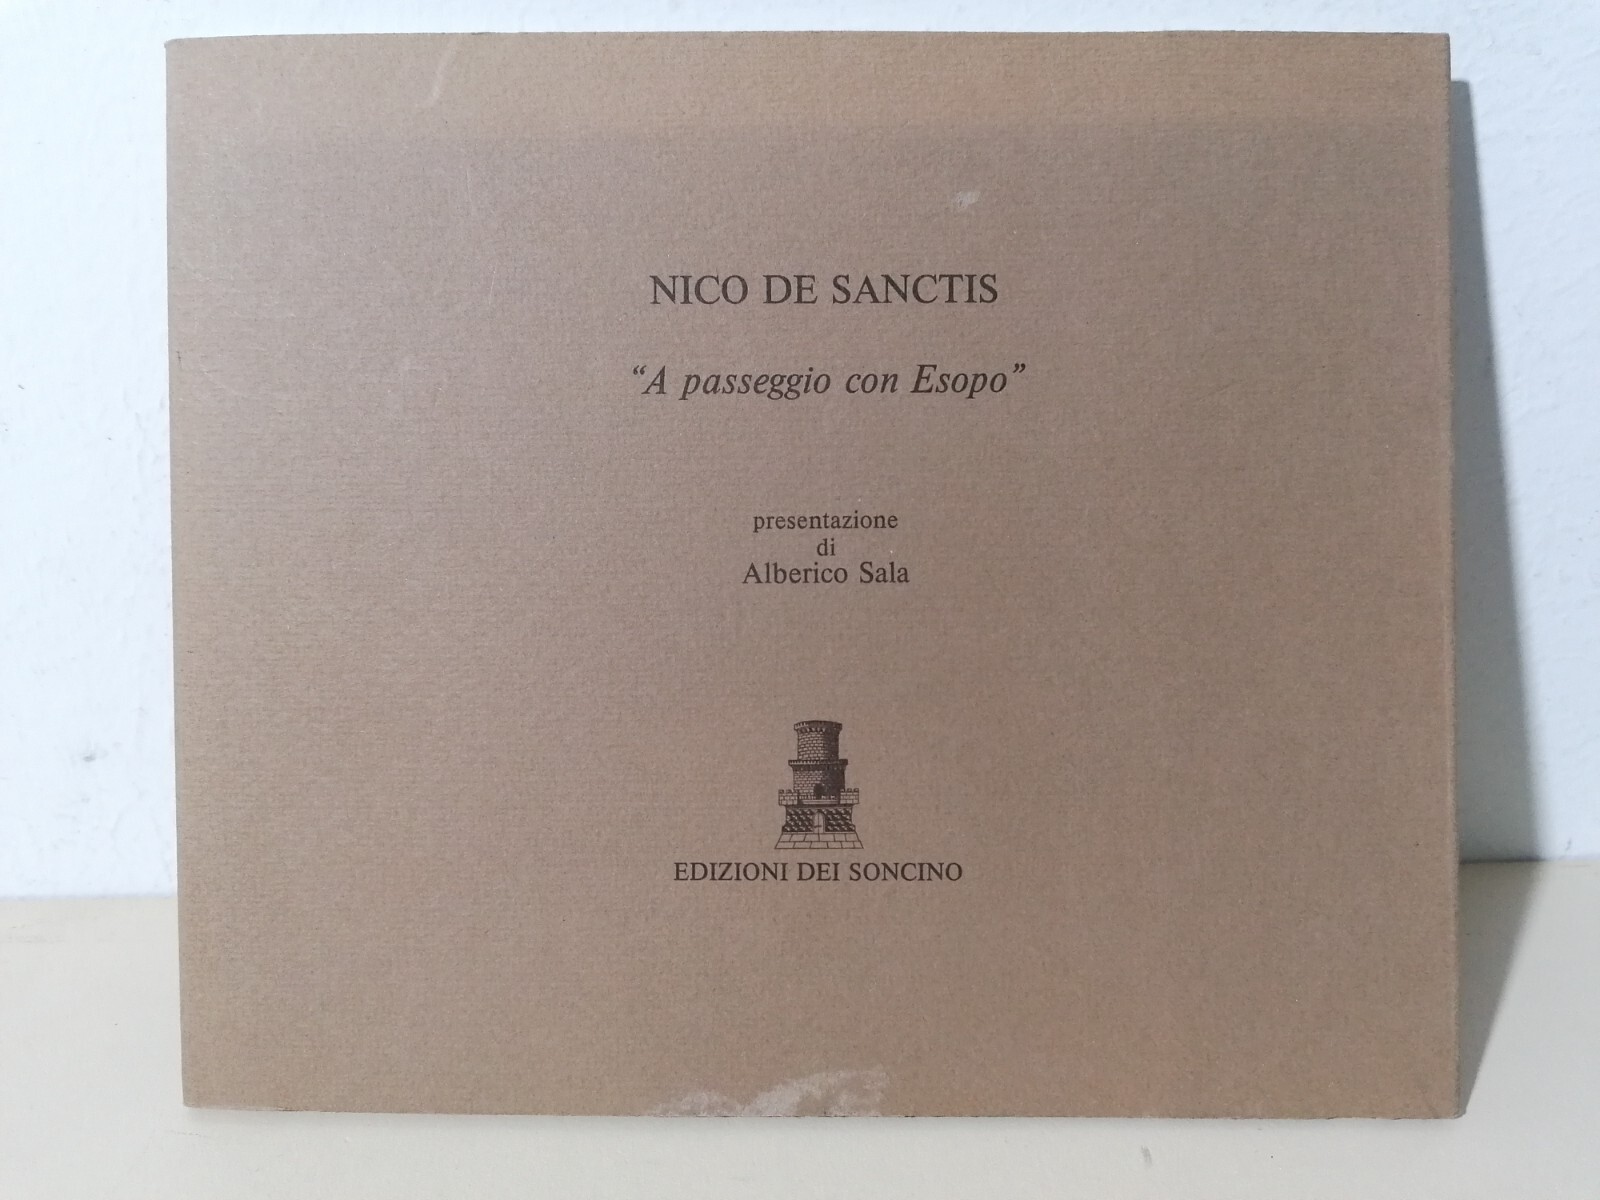 NICO DE SANCTIS
“A passeggio con Esopo”
presentazione
di
Alberico Sala
EDIZIONI DEI SONCINO